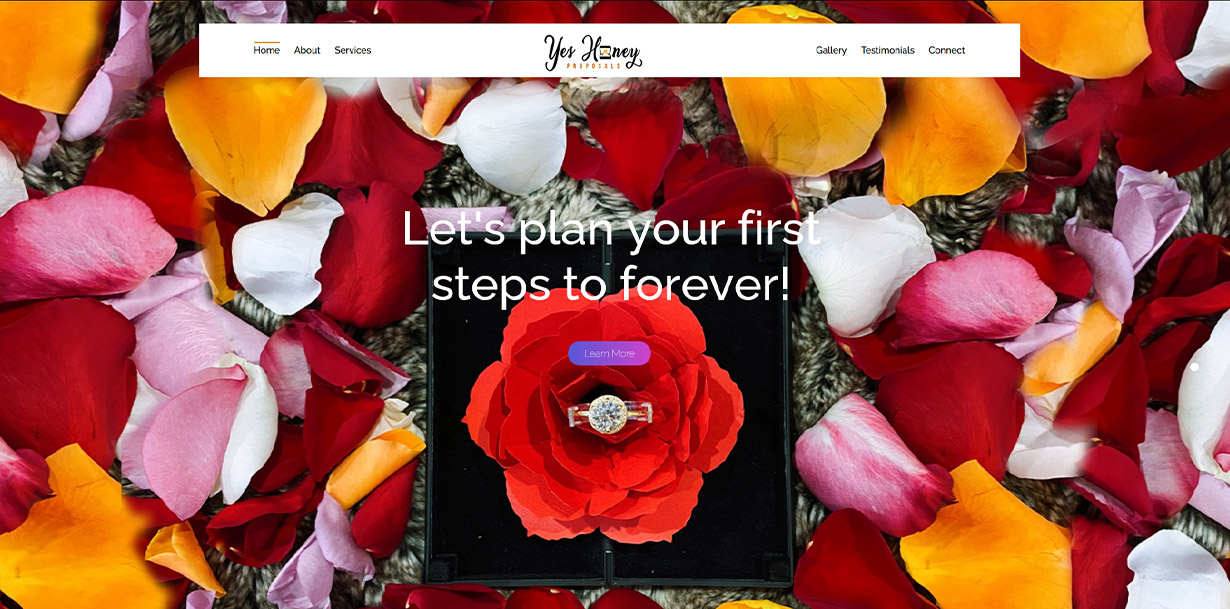 Home About Services
Yes Honey
PROPOSALS
Gallery Testimonials Connect
Let's plan your first
steps to forever!
Learn More